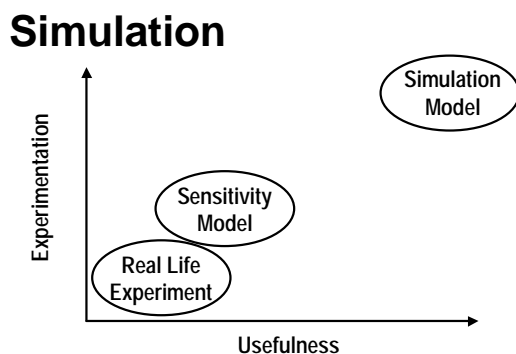 Simulation
Simulation
Model
Experimentation
Sensitivity
Model
Real Life
Experiment
Usefulness